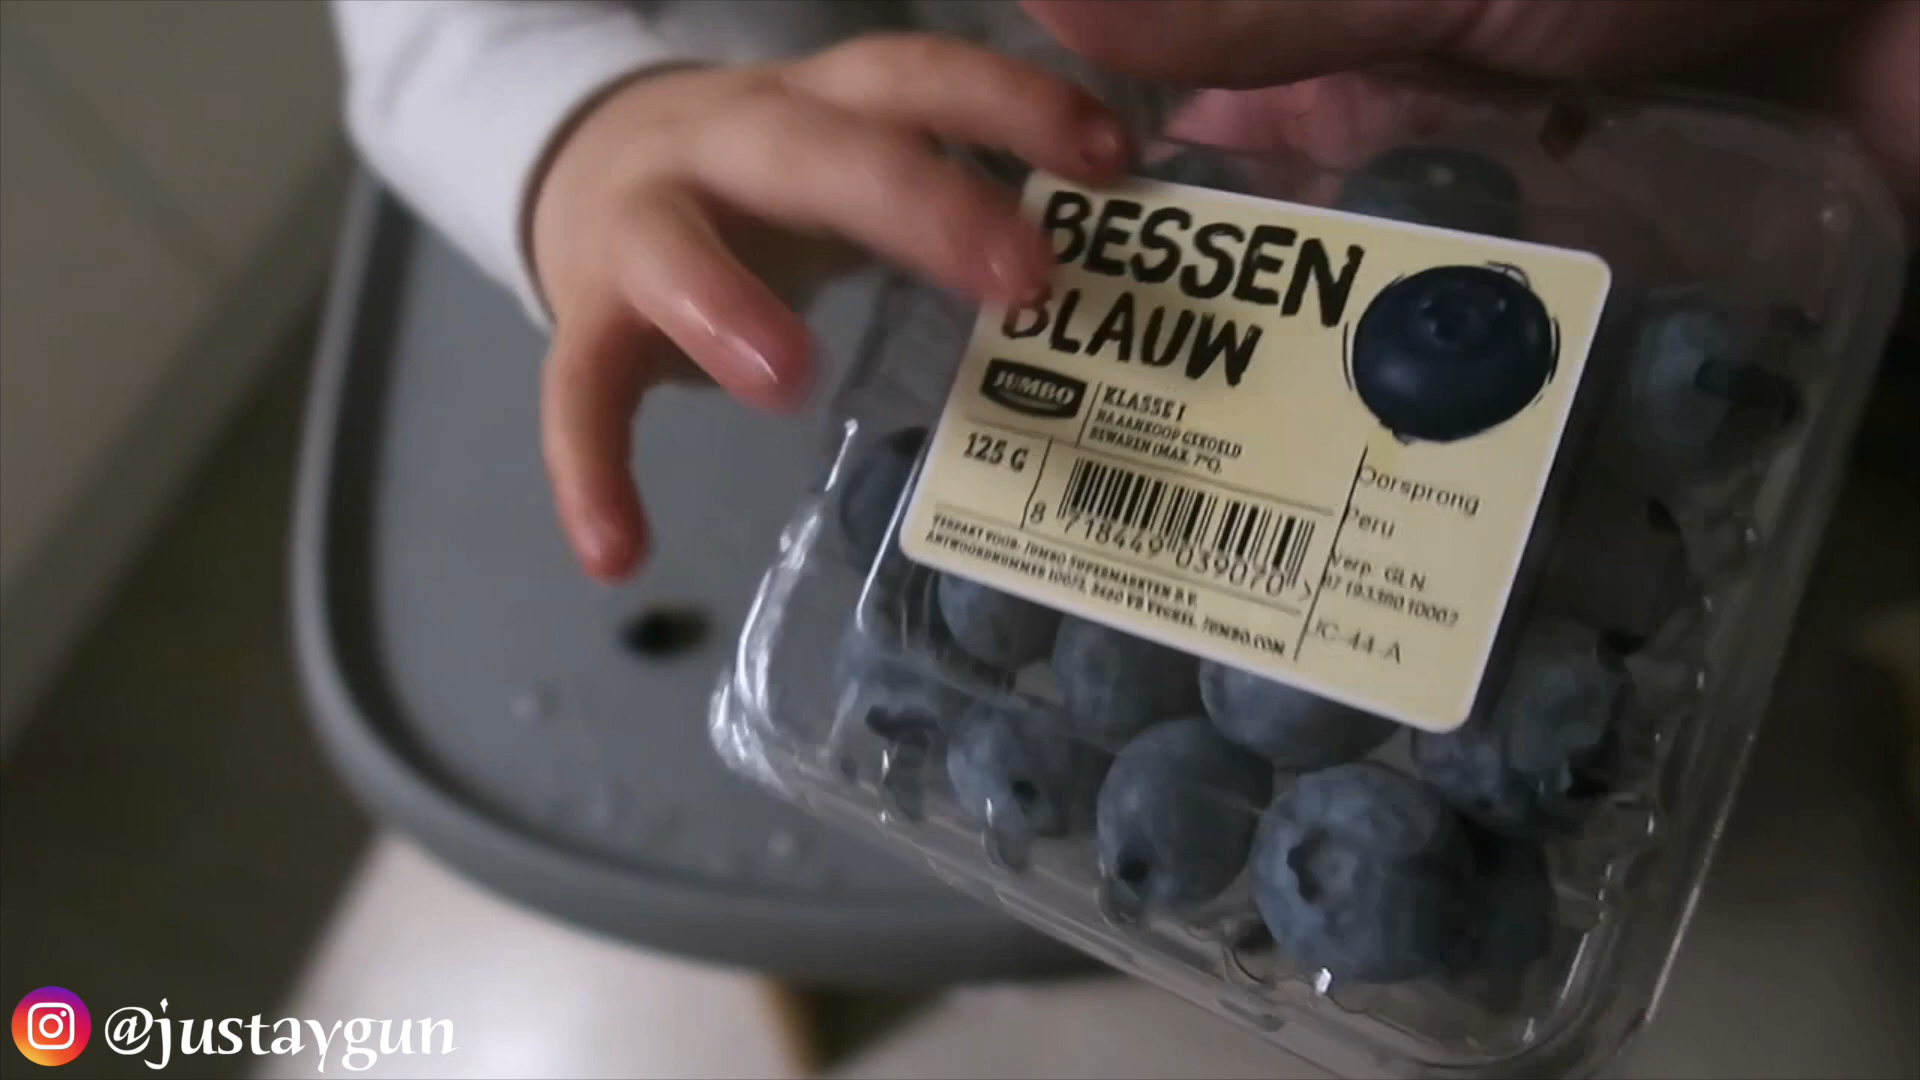 BESSEN
BLAUW
JUMBO
KLASSE I
NA AANKOOP GEKOELD
BEWAREN (MAX. 7°C).
125 G
8 718449 039070 >
VERPAKT VOOR: JUMBO SUPERMARKTEN B.V.
ANTWOORDNUMMER 10073, 5460 VB VEGHEL. JUMBO.COM
Oorsprong
Peru
Verp. GLN
@justaygun